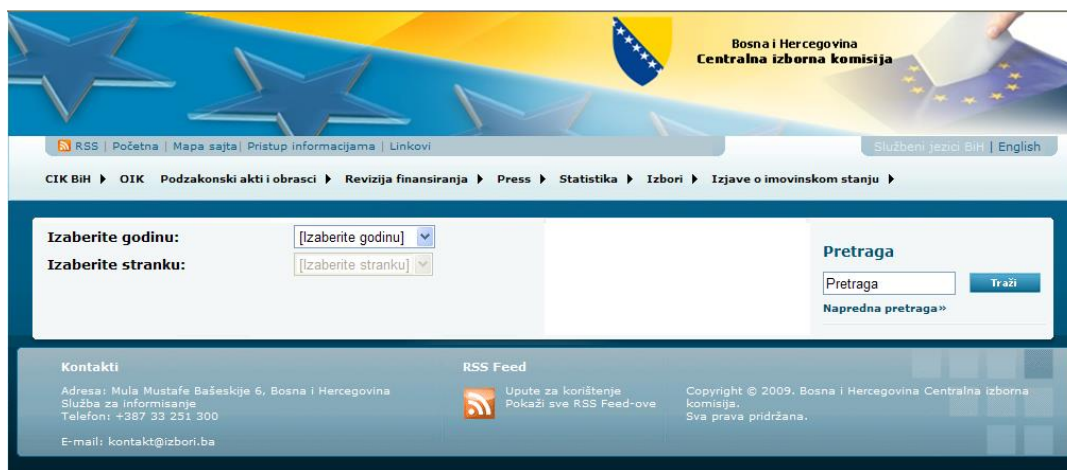 Bosna i Hercegovina
Centralna izborna komisija
RSS | Početna | Mapa sajta| Pristup informacijama | Linkovi
Službeni jezici BiH | English
CIK BiH OIK Podzakonski akti i obrasci Revizija finansiranja Press Statistika Izbori Izjave o imovinskom stanju
Izaberite godinu: [Izaberite godinu]
Izaberite stranku: [Izaberite stranku]
Pretraga
Pretraga Traži
Napredna pretraga»
Kontakti
Adresa: Mula Mustafe Bašeskije 6, Bosna i Hercegovina
Služba za informisanje
Telefon: +387 33 251 300
E-mail: kontakt@izbori.ba
RSS Feed
Upute za korištenje
Pokaži sve RSS Feed-ove
Copyright © 2009. Bosna i Hercegovina Centralna izborna
komisija.
Sva prava pridržana.